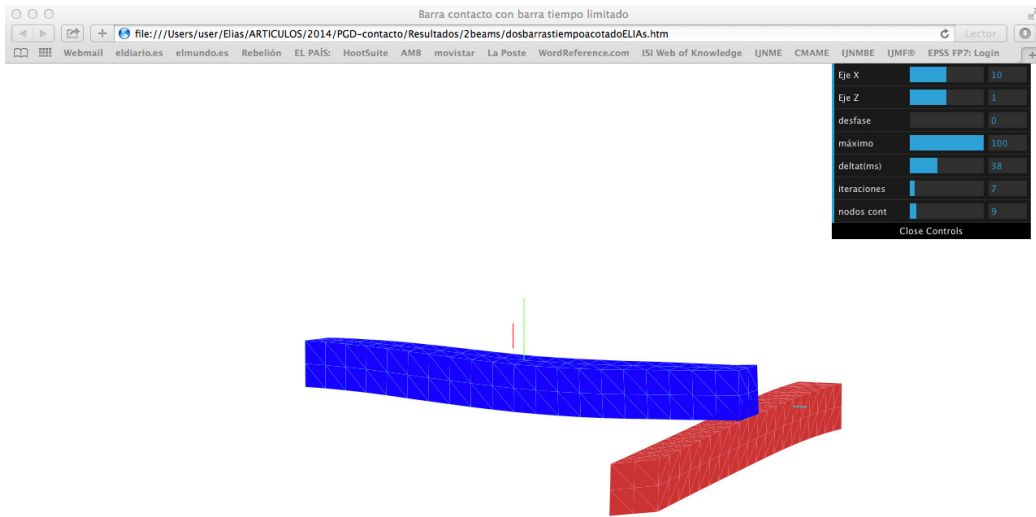 Barra contacto con barra tiempo limitado
file:///Users/user/Elias/ARTICULOS/2014/PGD-contacto/Resultados/2beams/dosbarrastiempoacotadoELIAs.htm Lector
Webmail eldiario.es elmundo.es Rebelión EL PAÍS: HootSuite AMB movistar La Poste WordReference.com ISI Web of Knowledge IJNME CMAME IJNMBE IJMF® EPSS FP7: Login
Eje X 10
Eje Z 1
desfase 0
máximo 100
deltat(ms) 38
iteraciones 7
nodos cont 9
Close Controls